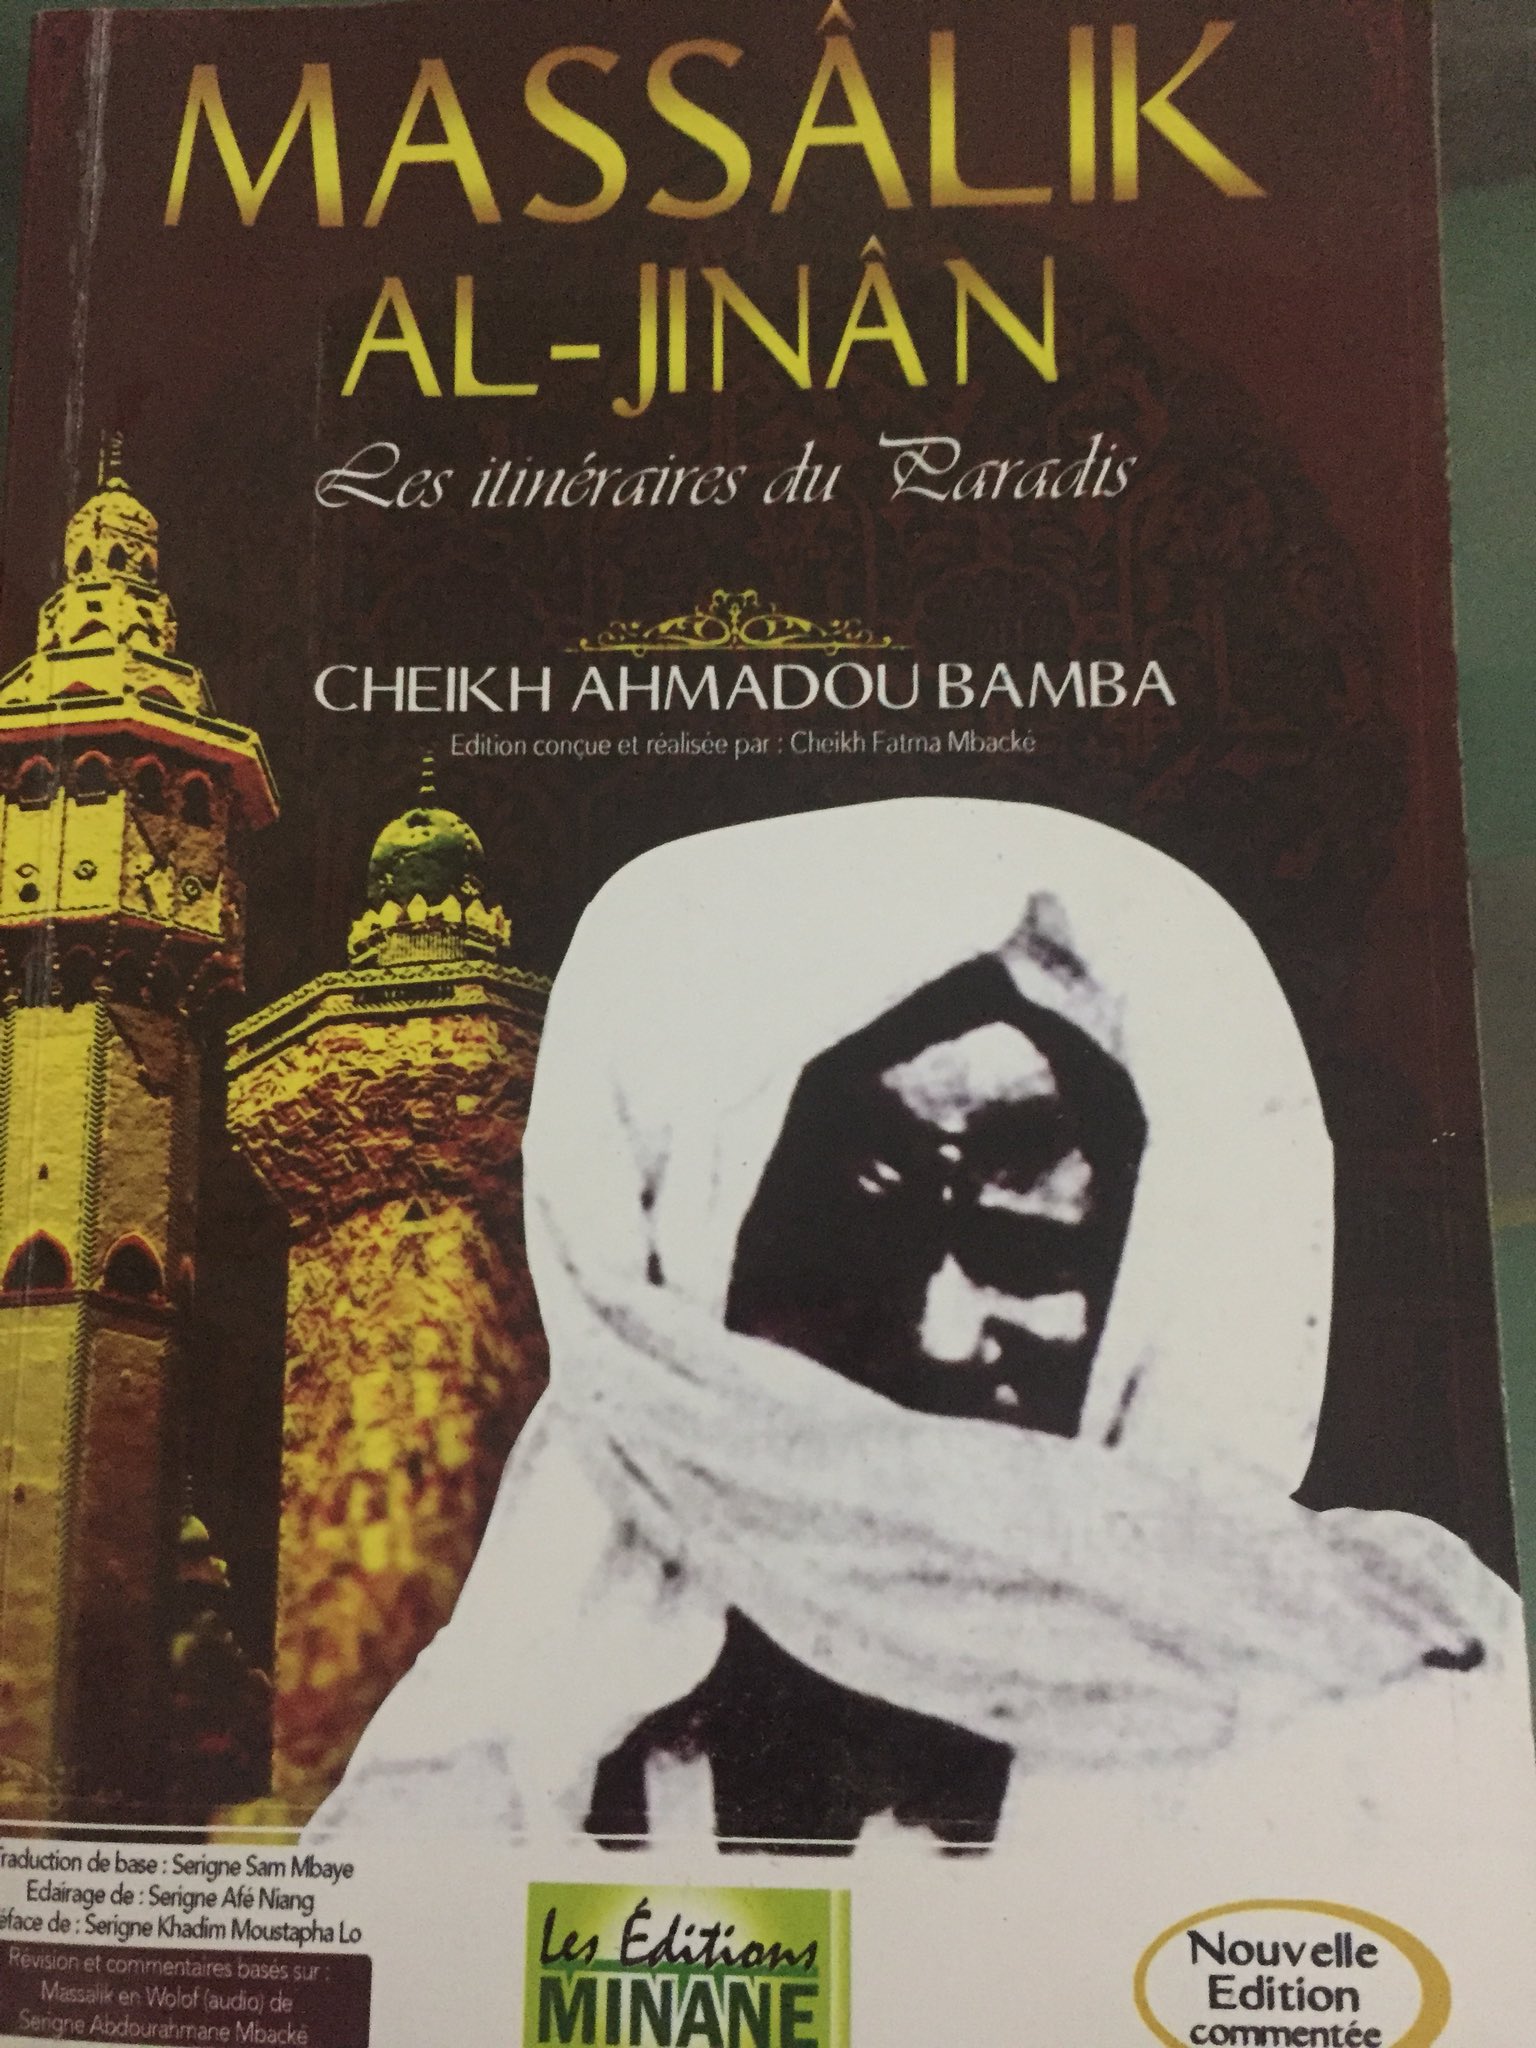 MASSÂLIK
AL-JINÂN
Les itinéraires du Paradis
CHEIKH AHMADOU BAMBA
Edition conçue et réalisée par : Cheikh Fatma Mbacké
raduction de base : Serigne Sam Mbaye
Eclairage de : Serigne Afé Niang
éface de : Serigne Khadim Moustapha Lo
Révision et commentaires basés sur :
Massalik en Wolof (audio) de
Serigne Abdourahmane Mbacké
Les Éditions
MINANE
Nouvelle
Edition
commentée